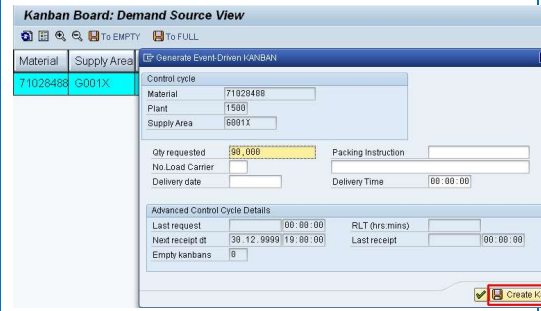 Kanban Board: Demand Source View
To EMPTY To FULL
Material Supply Area
71028488 G001X
Generate Event-Driven KANBAN
Control cycle
Material 71028488
Plant 1500
Supply Area G001X
Qty requested 90,000 Packing Instruction
No.Load Carrier
Delivery date Delivery Time 00:00:00
Advanced Control Cycle Details
Last request 00:00:00 RLT (hrs:mins)
Next receipt dt 30.12.9999 19:00:00 Last receipt 00:00:00
Empty kanbans 0
Create K